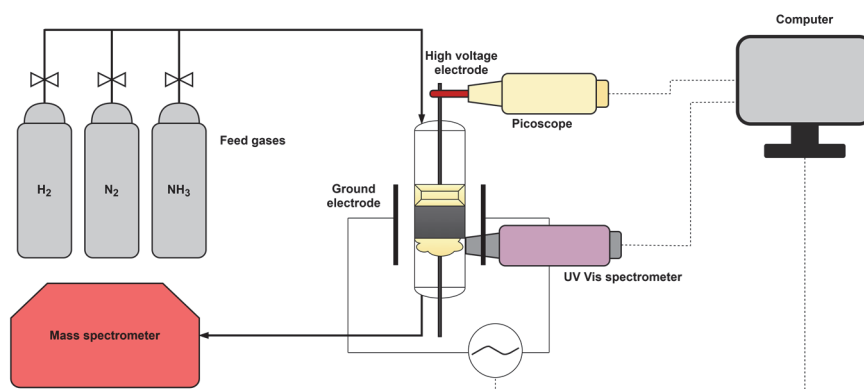 Computer
High voltage
electrode
Picoscope
Feed gases
H2
N2
NH3
Ground
electrode
UV Vis spectrometer
Mass spectrometer